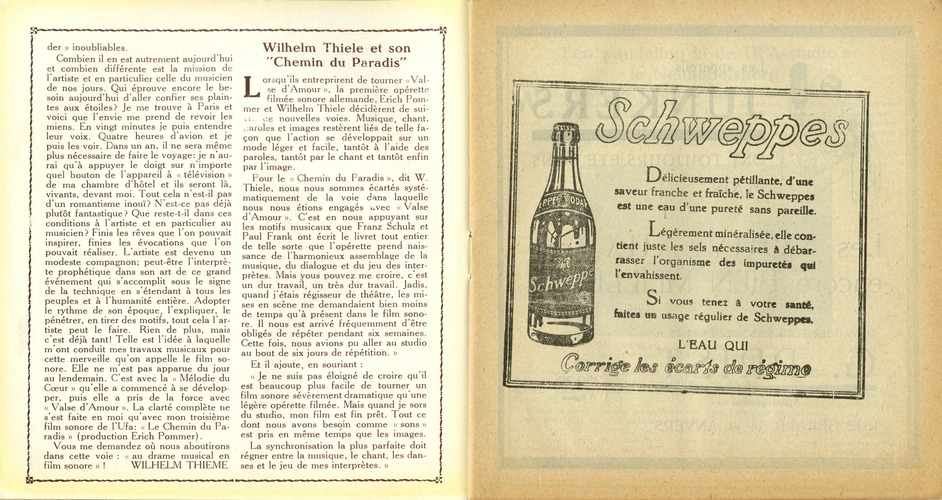 der » inoubliables.
Combien il en est autrement aujourd'hui
et combien différente est la mission de
l'artiste et en particulier celle du musicien
de nos jours. Qui éprouve encore le be-
soin aujourd'hui d'aller confier ses plain-
tes aux étoiles? Je me trouve à Paris et
voici que l'envie me prend de revoir les
miens. En vingt minutes je puis entendre
leur voix. Quatre heures d'avion et je
puis les voir. Dans un an, il ne sera même
plus nécessaire de faire le voyage: je n'au-
rai qu'à appuyer le doigt sur n'importe
quel bouton de l'appareil à « télévision »
de ma chambre d'hôtel et ils seront là,
vivants, devant moi. Tout cela n'est-il pas
d'un romantisme inouï? N'est-ce pas déjà
plutôt fantastique? Que reste-t-il dans ces
conditions à l'artiste et en particulier au
musicien? Finis les rêves que l'on pouvait
inspirer, finies les évocations que l'on
pouvait réaliser. L'artiste est devenu un
modeste compagnon; peut-être l'interprè-
te prophétique dans son art de ce grand
événement qui s'accomplit sous le signe
de la technique en s'étendant à tous les
peuples et à l'humanité entière. Adopter
le rythme de son époque, l'expliquer, le
pénétrer, en tirer des motifs, tout cela l'ar-
tiste peut le faire. Rien de plus, mais
c'est déjà tant! Telle est l'idée à laquelle
m'ont conduit mes travaux musicaux pour
cette merveille qu'on appelle le film so-
nore. Elle ne m'est pas apparue du jour
au lendemain. C'est avec la « Mélodie du
Cœur » qu'elle a commencé à se dévelop-
per, puis elle a pris de la force avec
« Valse d'Amour ». La clarté complète ne
s'est faite en moi qu'avec mon troisième
film sonore de l'Ufa: « Le Chemin du Pa-
radis » (production Erich Pommer).
Vous me demandez où nous aboutirons
dans cette voie : « au drame musical en
film sonore » ! WILHELM THIEME
Wilhelm Thiele et son
"Chemin du Paradis"
Lorsqu'ils entreprirent de tourner «Val-
se d'Amour », la première opérette
filmée sonore allemande, Erich Pom-
mer et Wilhelm Thiele décidèrent de sui-
de nouvelles voies. Musique, chant,
paroles et images restèrent liés de telle fa-
çon que l'action se développait sur un
mode léger et facile, tantôt à l'aide des
paroles, tantôt par le chant et tantôt enfin
par l'image.
Pour le « Chemin du Paradis », dit W.
Thiele, nous nous sommes écartés systé-
matiquement de la voie dans laquelle
nous nous étions engagés avec « Valse
d'Amour ». C'est en nous appuyant sur
les motifs musicaux que Franz Schulz et
Paul Frank ont écrit le livret tout entier
de telle sorte que l'opérette prend nais-
sance de l'harmonieux assemblage de la
musique, du dialogue et du jeu des inter-
prètes. Mais vous pouvez me croire, c'est
un dur travail, un très dur travail. Jadis,
quand j'étais régisseur de théâtre, les mi-
ses en scène me demandaient bien moins
de temps qu'à présent dans le film sono-
re. Il nous est arrivé fréquemment d'être
obligés de répéter pendant six semaines.
Cette fois, nous avions pu aller au studio
au bout de six jours de répétition. »
Et il ajoute, en souriant :
« Je ne suis pas éloigné de croire qu'il
est beaucoup plus facile de tourner un
film sonore sévèrement dramatique qu'une
légère opérette filmée. Mais quand je sors
du studio, mon film est fin prêt. Tout ce
dont nous avons besoin comme « sons »
est pris en même temps que les images.
La synchronisation la plus parfaite doit
régner entre la musique, le chant, les dan-
ses et le jeu de mes interprètes. »
Schweppes
Délicieusement pétillante, d'une
saveur franche et fraîche, le Schweppes
est une eau d'une pureté sans pareille.
Légérement minéralisée, elle con-
tient juste les sels nécessaires à débar-
rasser l'organisme des impuretés qui
l'envahissent.
Si vous tenez à votre santé,
faites un usage régulier de Schweppes,
L'EAU QUI
Corrige les écarts de régime
Schweppe